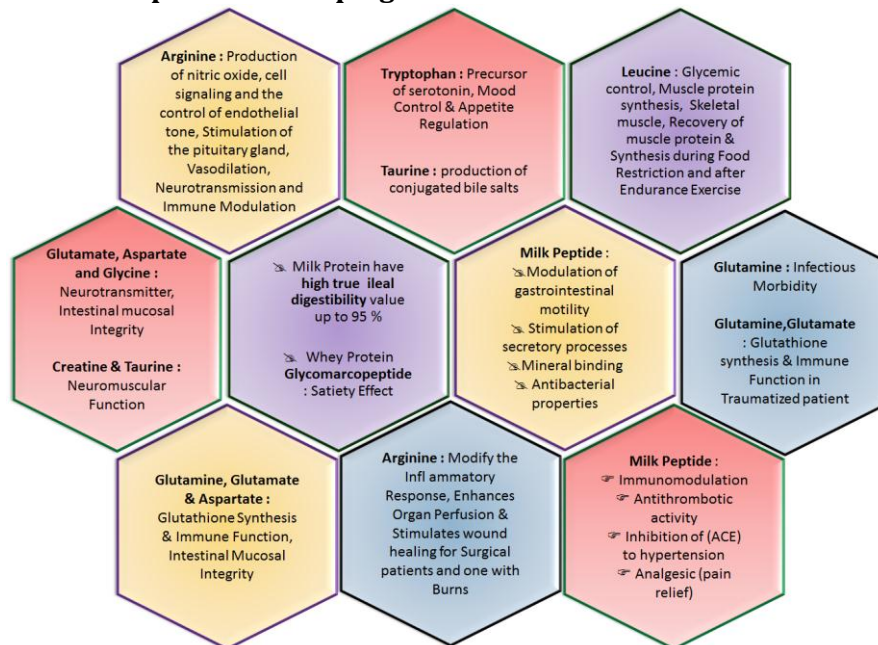 Arginine : Production
of nitric oxide, cell
signaling and the
control of endothelial
tone, Stimulation of
the pituitary gland,
Vasodilation,
Neurotransmission and
Immune Modulation
Tryptophan : Precursor
of serotonin, Mood
Control & Appetite
Regulation
Taurine : production of
conjugated bile salts
Leucine : Glycemic
control, Muscle protein
synthesis, Skeletal
muscle, Recovery of
muscle protein &
Synthesis during Food
Restriction and after
Endurance Exercise
Glutamate, Aspartate
and Glycine :
Neurotransmitter,
Intestinal mucosal
Integrity
Creatine & Taurine :
Neuromuscular
Function
Milk Protein have
high true ileal
digestibility value
up to 95 %
Whey Protein
Glycomarcopeptide
: Satiety Effect
Milk Peptide :
Modulation of
gastrointestinal
motility
Stimulation of
secretory processes
Mineral binding
Antibacterial
properties
Glutamine : Infectious
Morbidity
Glutamine,Glutamate
: Glutathione
synthesis & Immune
Function in
Traumatized patient
Glutamine, Glutamate
& Aspartate :
Glutathione Synthesis
& Immune Function,
Intestinal Mucosal
Integrity
Arginine : Modify the
Infl ammatory
Response, Enhances
Organ Perfusion &
Stimulates wound
healing for Surgical
patients and one with
Burns
Milk Peptide :
Immunomodulation
Antithrombotic
activity
Inhibition of (ACE) to
hypertension
Analgesic (pain
relief)